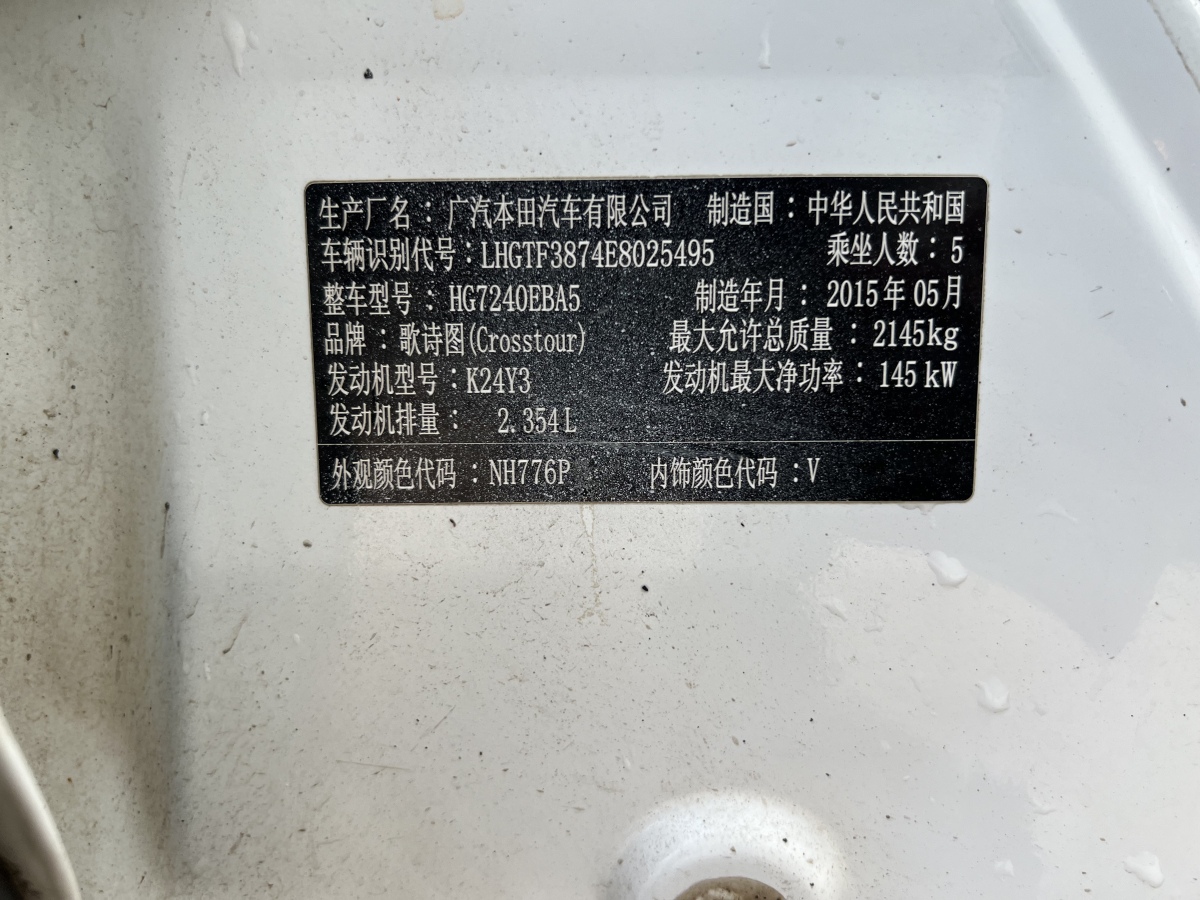 生产厂名：广汽本田汽车有限公司 制造国：中华人民共和国
车辆识别代号：LHGTF3874E8025495 乘坐人数：5
整车型号：HG7240EBA5 制造年月：2015年05月
品牌：歌诗图(Crosstour) 最大允许总质量：2145kg
发动机型号：K24Y3 发动机最大净功率：145kW
发动机排量：2.354L
外观颜色代码：NH776P 内饰颜色代码：V